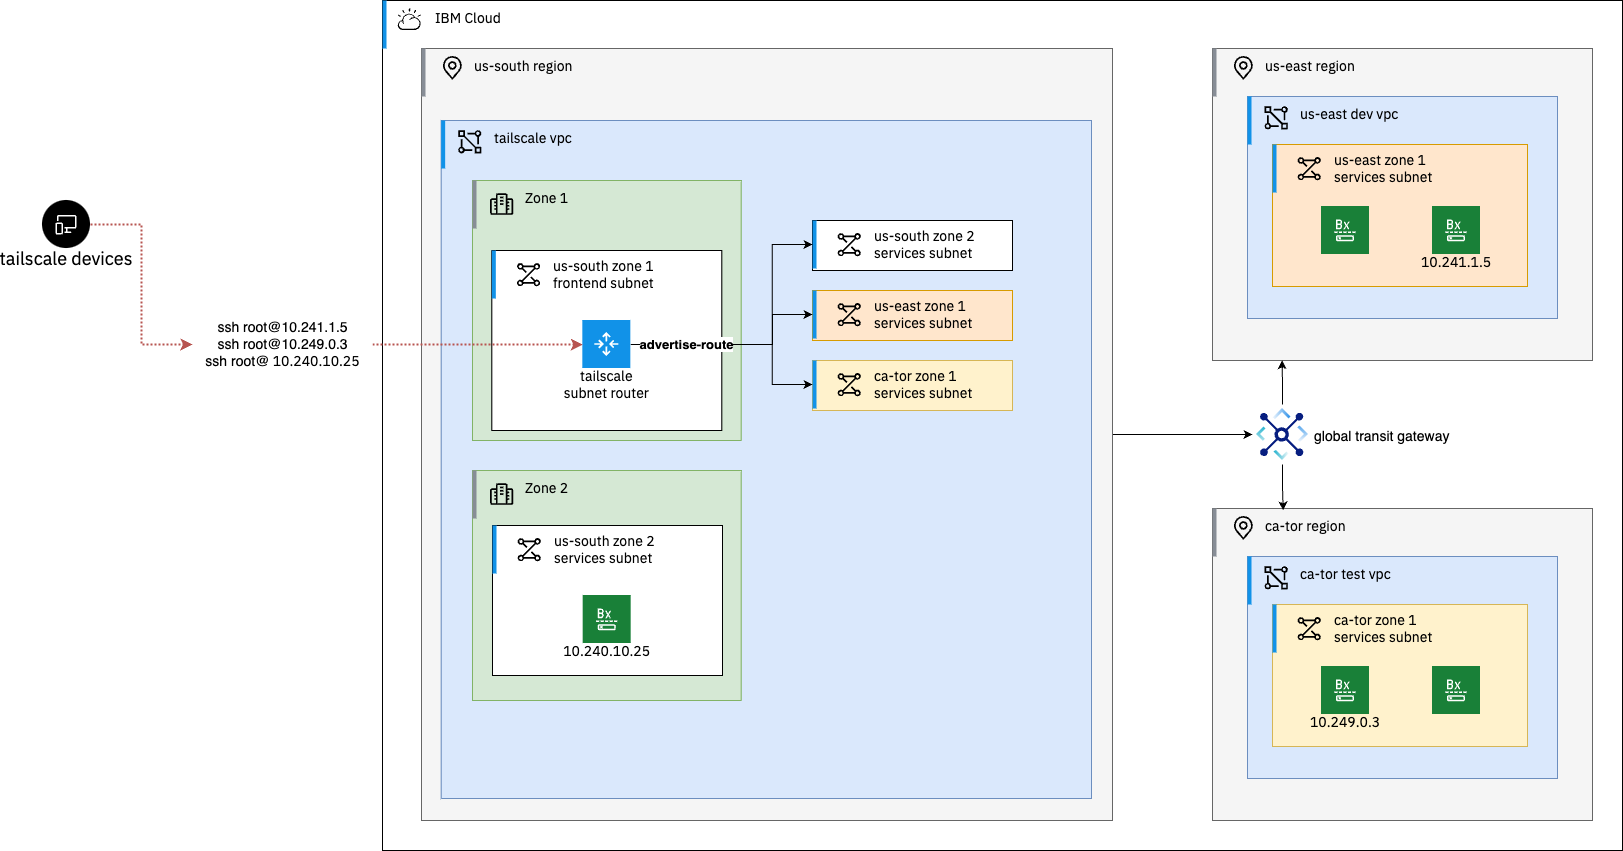 IBM Cloud
us-south region
tailscale vpc
Zone 1
us-south zone 1
frontend subnet
tailscale
subnet router
advertise-route
us-south zone 2
services subnet
us-east zone 1
services subnet
ca-tor zone 1
services subnet
Zone 2
us-south zone 2
services subnet
Bx
10.240.10.25
tailscale devices
ssh root@10.241.1.5
ssh root@10.249.0.3
ssh root@ 10.240.10.25
us-east region
us-east dev vpc
us-east zone 1
services subnet
Bx
Bx
10.241.1.5
global transit gateway
ca-tor region
ca-tor test vpc
ca-tor zone 1
services subnet
Bx
Bx
10.249.0.3